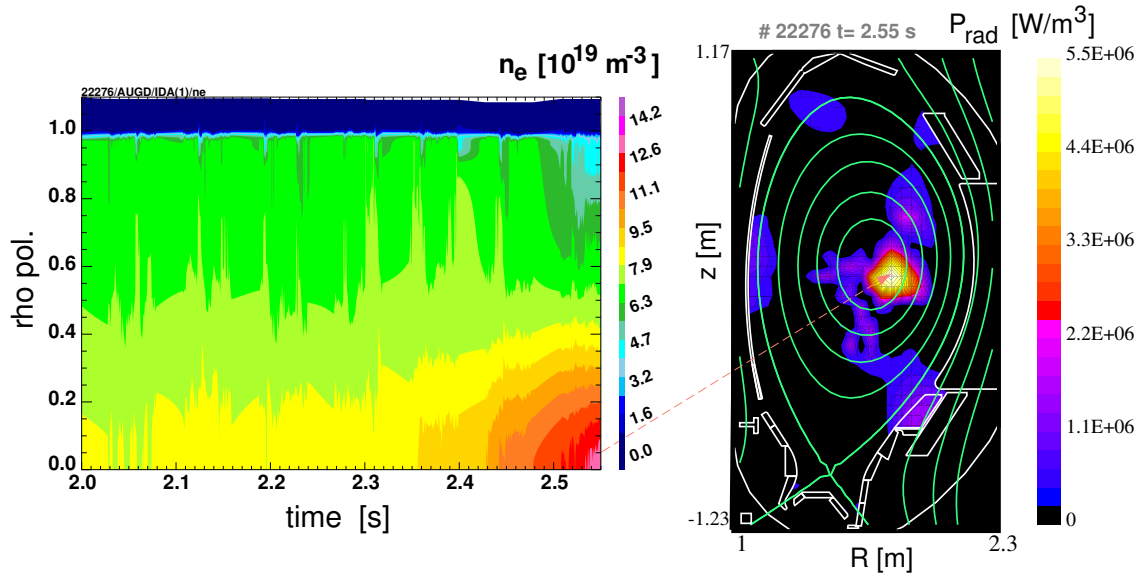 n_e [10^19 m^-3]
22276/AUGD/IDA(1)/ne
rho pol.
1.0
0.8
0.6
0.4
0.2
0.0
2.0 2.1 2.2 2.3 2.4 2.5
time [s]
14.2
12.6
11.1
9.5
7.9
6.3
4.7
3.2
1.6
0.0
# 22276 t= 2.55 s
P_rad [W/m^3]
1.17
z [m]
-1.23
1 2.3
R [m]
5.5E+06
4.4E+06
3.3E+06
2.2E+06
1.1E+06
0